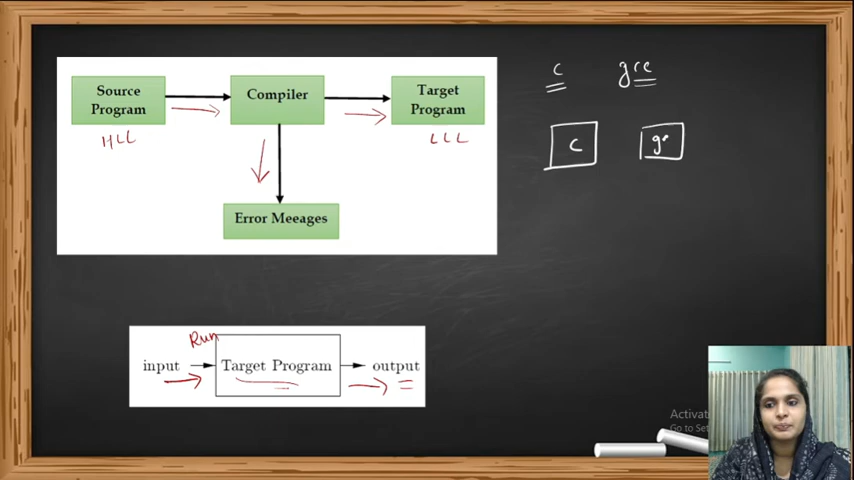 Source
Program
Compiler
Target
Program
HLL
LLL
Error Meeages
c gcc
c
Run
input
Target Program
output
Activat
Go to Set